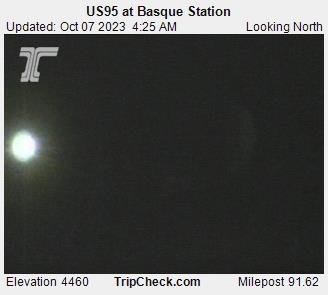 US95 at Basque Station
Updated: Oct 07 2023 4:25 AM Looking North
Elevation 4460 TripCheck.com Milepost 91.62